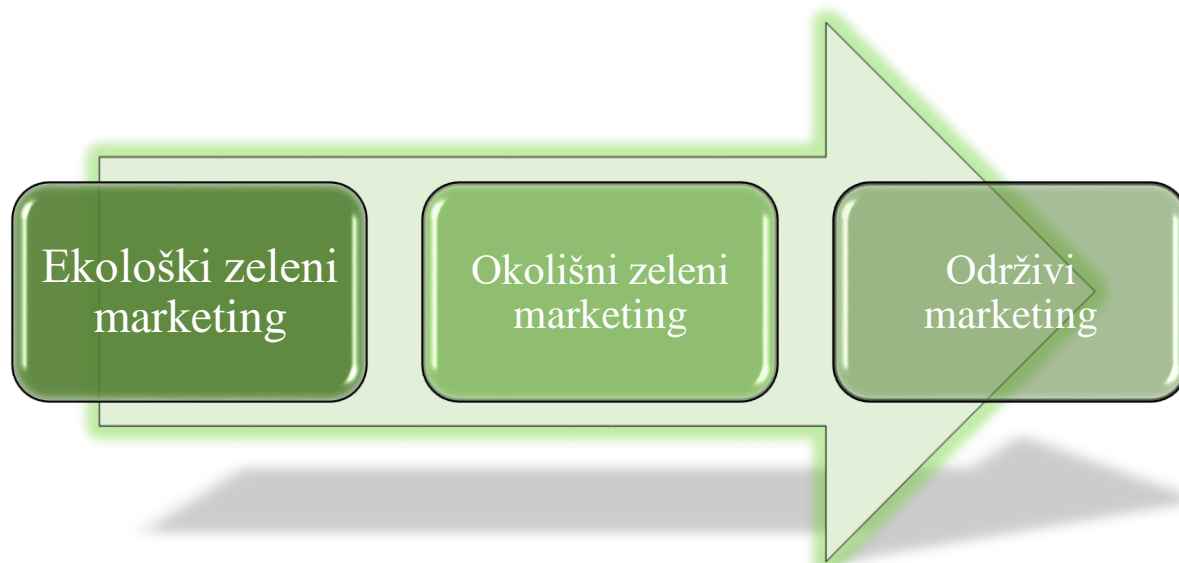 Ekološki zeleni
marketing
Okolišni zeleni
marketing
Održivi
marketing